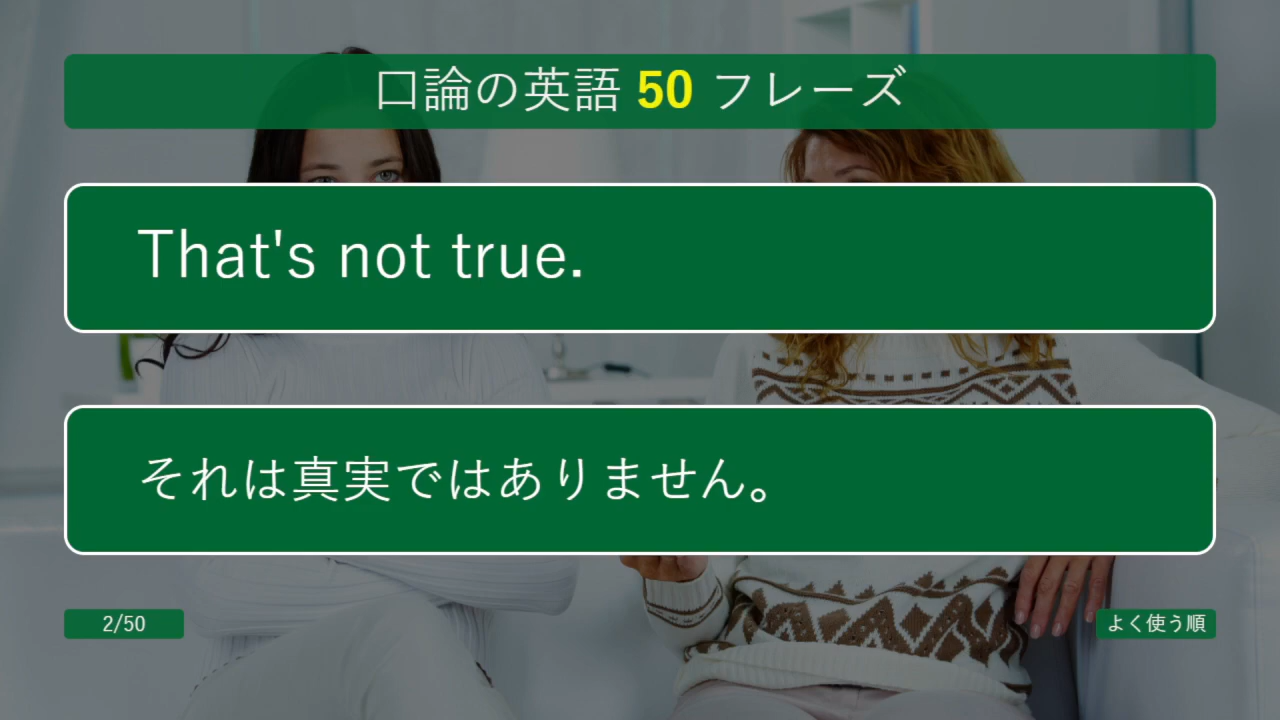 口論の英語 50 フレーズ
That's not true.
それは真実ではありません。
2/50
よく使う順